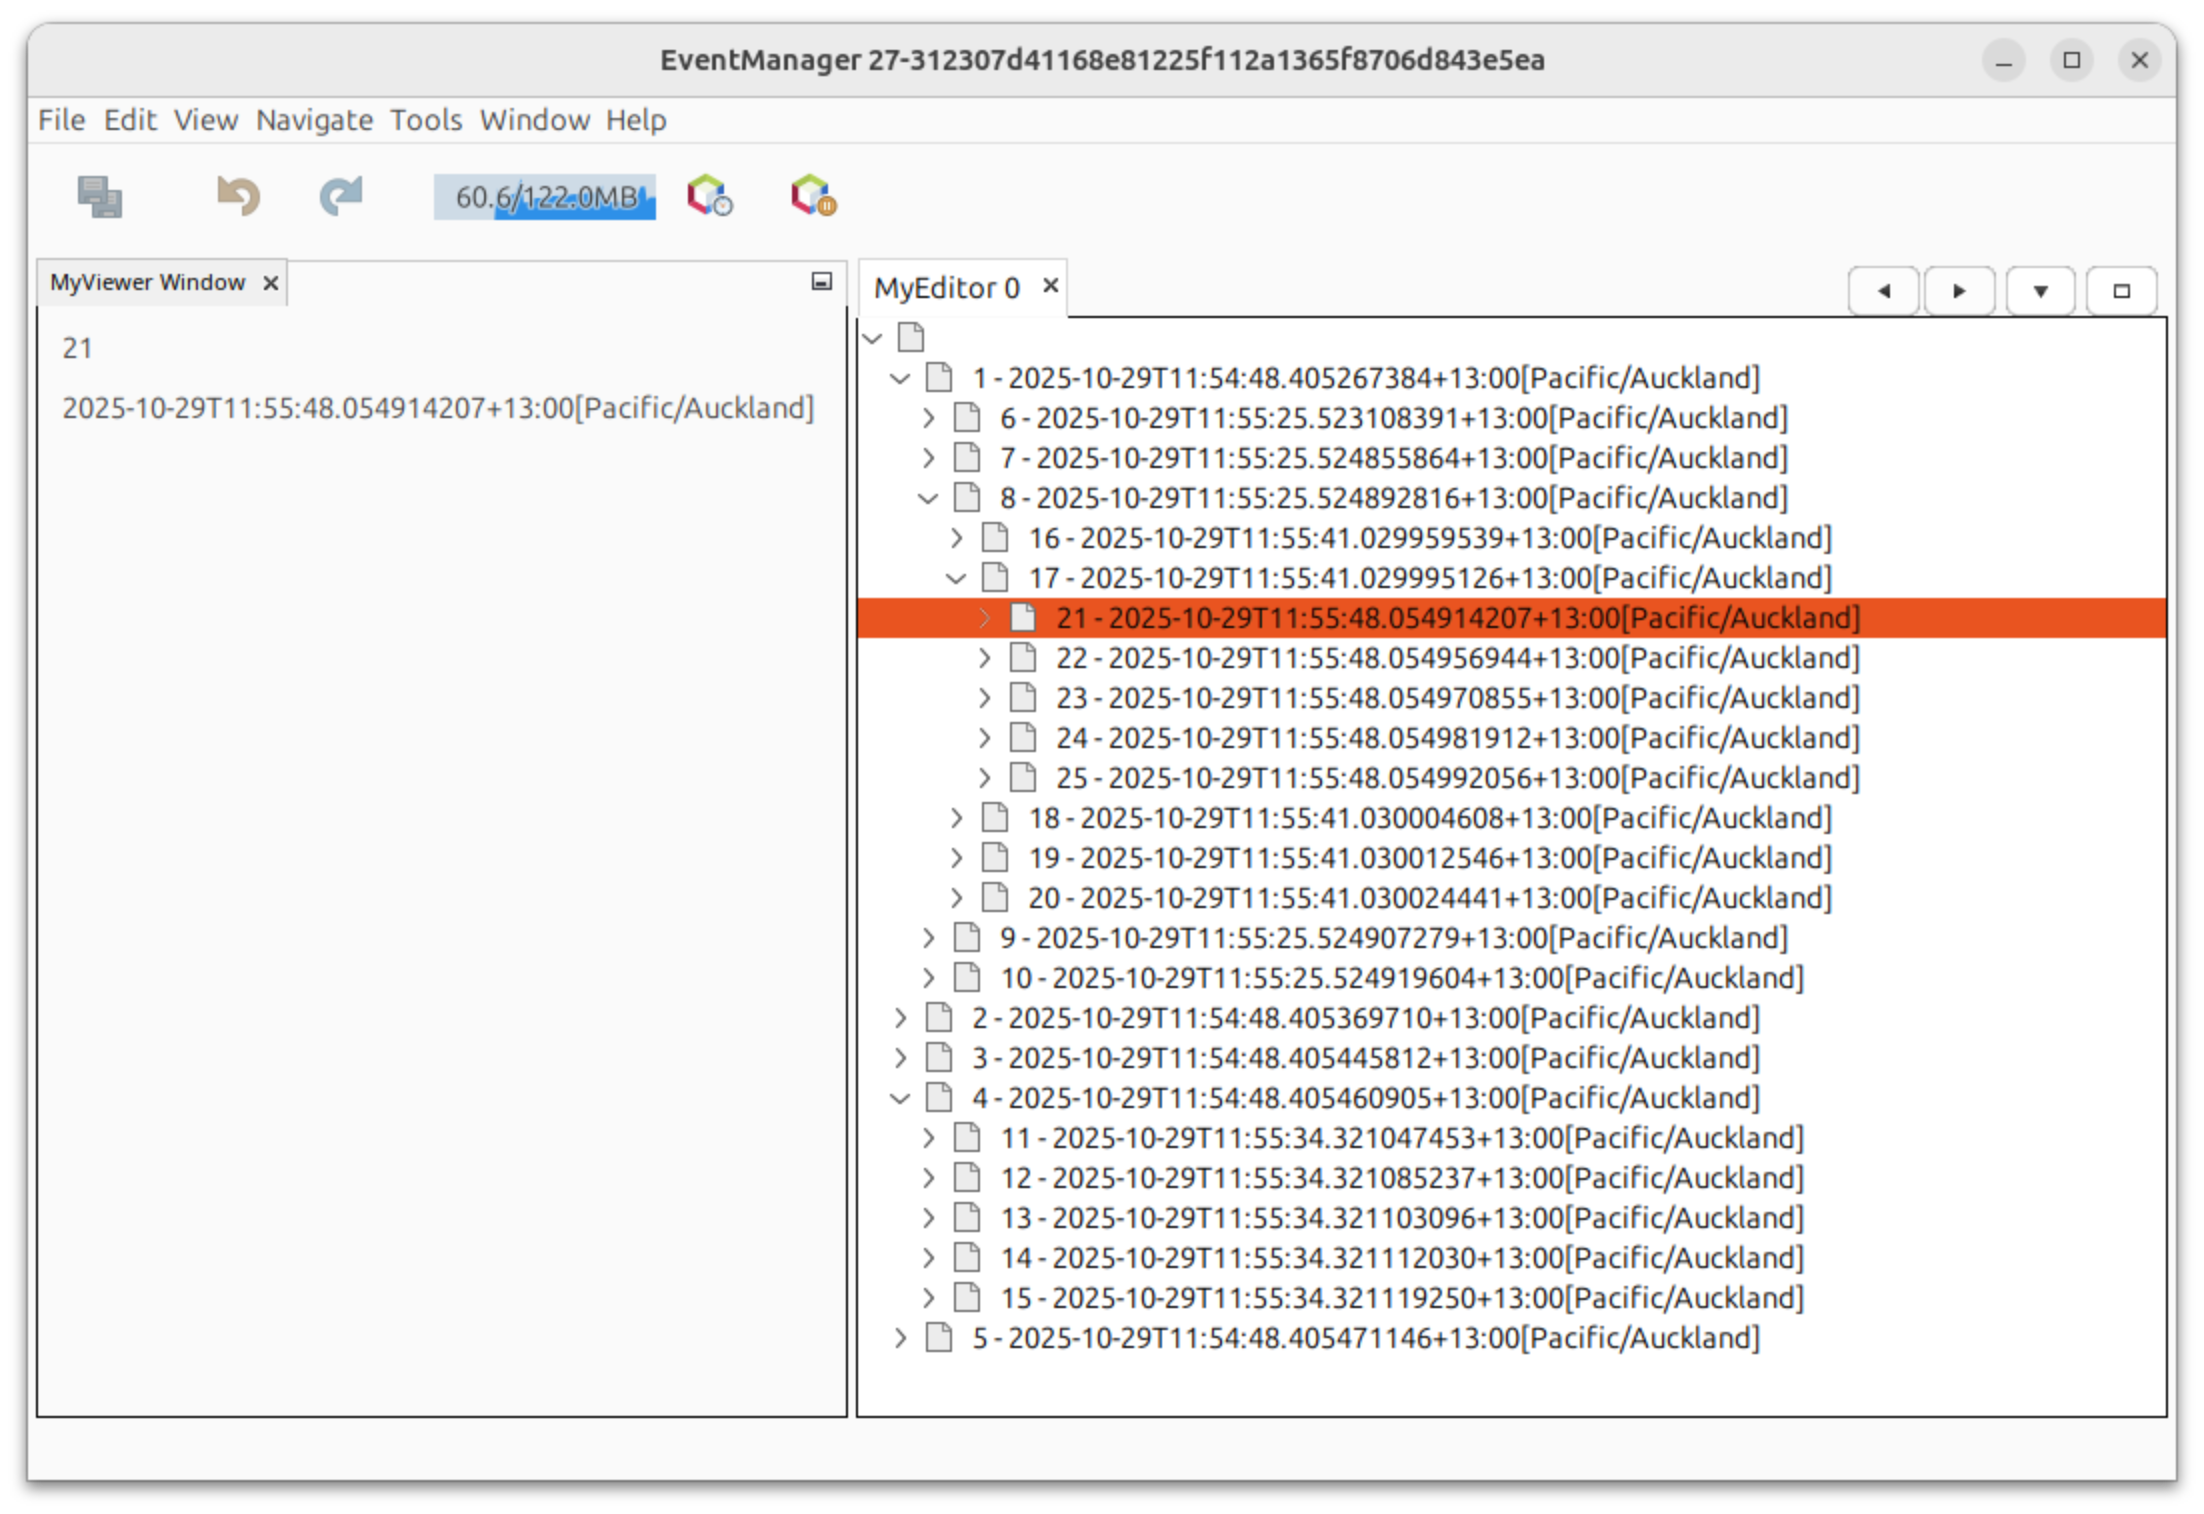 EventManager 27-312307d41168e81225f112a1365f8706d843e5ea
File Edit View Navigate Tools Window Help
60.6/122.0MB
MyViewer Window
21
2025-10-29T11:55:48.054914207+13:00[Pacific/Auckland]
MyEditor 0
1 - 2025-10-29T11:54:48.405267384+13:00[Pacific/Auckland]
6 - 2025-10-29T11:55:25.523108391+13:00[Pacific/Auckland]
7 - 2025-10-29T11:55:25.524855864+13:00[Pacific/Auckland]
8 - 2025-10-29T11:55:25.524892816+13:00[Pacific/Auckland]
16 - 2025-10-29T11:55:41.029959539+13:00[Pacific/Auckland]
17 - 2025-10-29T11:55:41.029995126+13:00[Pacific/Auckland]
21 - 2025-10-29T11:55:48.054914207+13:00[Pacific/Auckland]
22 - 2025-10-29T11:55:48.054956944+13:00[Pacific/Auckland]
23 - 2025-10-29T11:55:48.054970855+13:00[Pacific/Auckland]
24 - 2025-10-29T11:55:48.054981912+13:00[Pacific/Auckland]
25 - 2025-10-29T11:55:48.054992056+13:00[Pacific/Auckland]
18 - 2025-10-29T11:55:41.030004608+13:00[Pacific/Auckland]
19 - 2025-10-29T11:55:41.030012546+13:00[Pacific/Auckland]
20 - 2025-10-29T11:55:41.030024441+13:00[Pacific/Auckland]
9 - 2025-10-29T11:55:25.524907279+13:00[Pacific/Auckland]
10 - 2025-10-29T11:55:25.524919604+13:00[Pacific/Auckland]
2 - 2025-10-29T11:54:48.405369710+13:00[Pacific/Auckland]
3 - 2025-10-29T11:54:48.405445812+13:00[Pacific/Auckland]
4 - 2025-10-29T11:54:48.405460905+13:00[Pacific/Auckland]
11 - 2025-10-29T11:55:34.321047453+13:00[Pacific/Auckland]
12 - 2025-10-29T11:55:34.321085237+13:00[Pacific/Auckland]
13 - 2025-10-29T11:55:34.321103096+13:00[Pacific/Auckland]
14 - 2025-10-29T11:55:34.321112030+13:00[Pacific/Auckland]
15 - 2025-10-29T11:55:34.321119250+13:00[Pacific/Auckland]
5 - 2025-10-29T11:54:48.405471146+13:00[Pacific/Auckland]